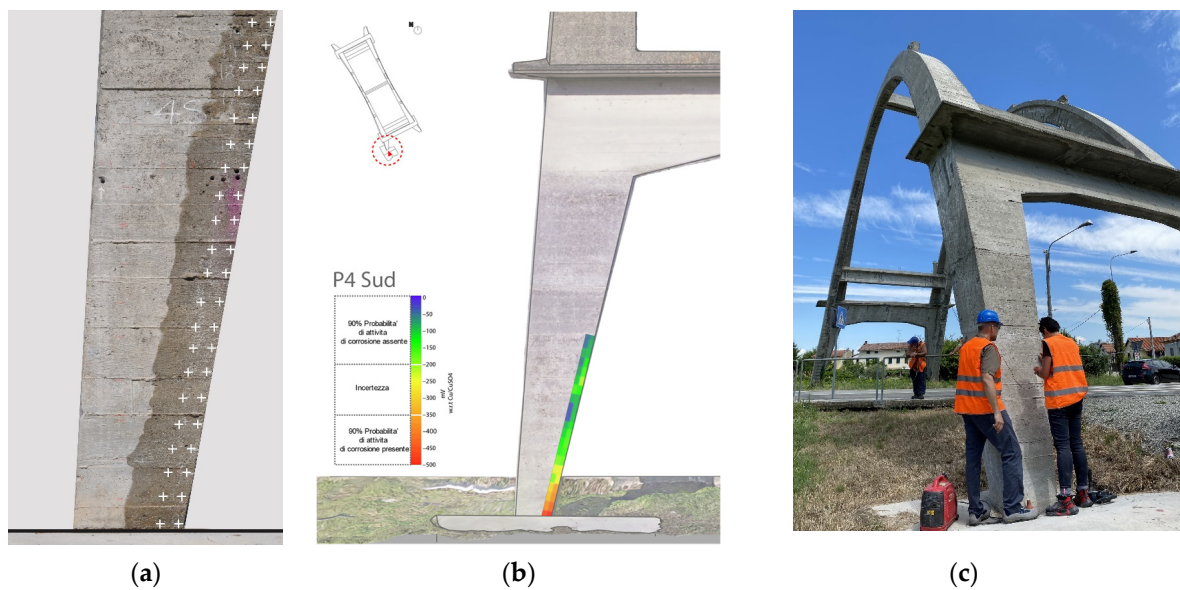 4S
N
P4 Sud
90% Probabilita'
di attivita
di corrosione assente
Incertezza
90% Probabilita'
di attivita
di corrosione presente
0
−50
−100
−150
−200
−250
−300
−350
−400
−450
−500
mV
w.r.t Cu/CuSO4
(a)
(b)
(c)